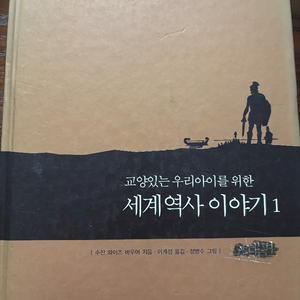 교양있는 우리아이를 위한
세계 역사 이야기 1
| 수잔 와이즈 바우어 지음 · 이계정 옮김 · 정병수 그림 |